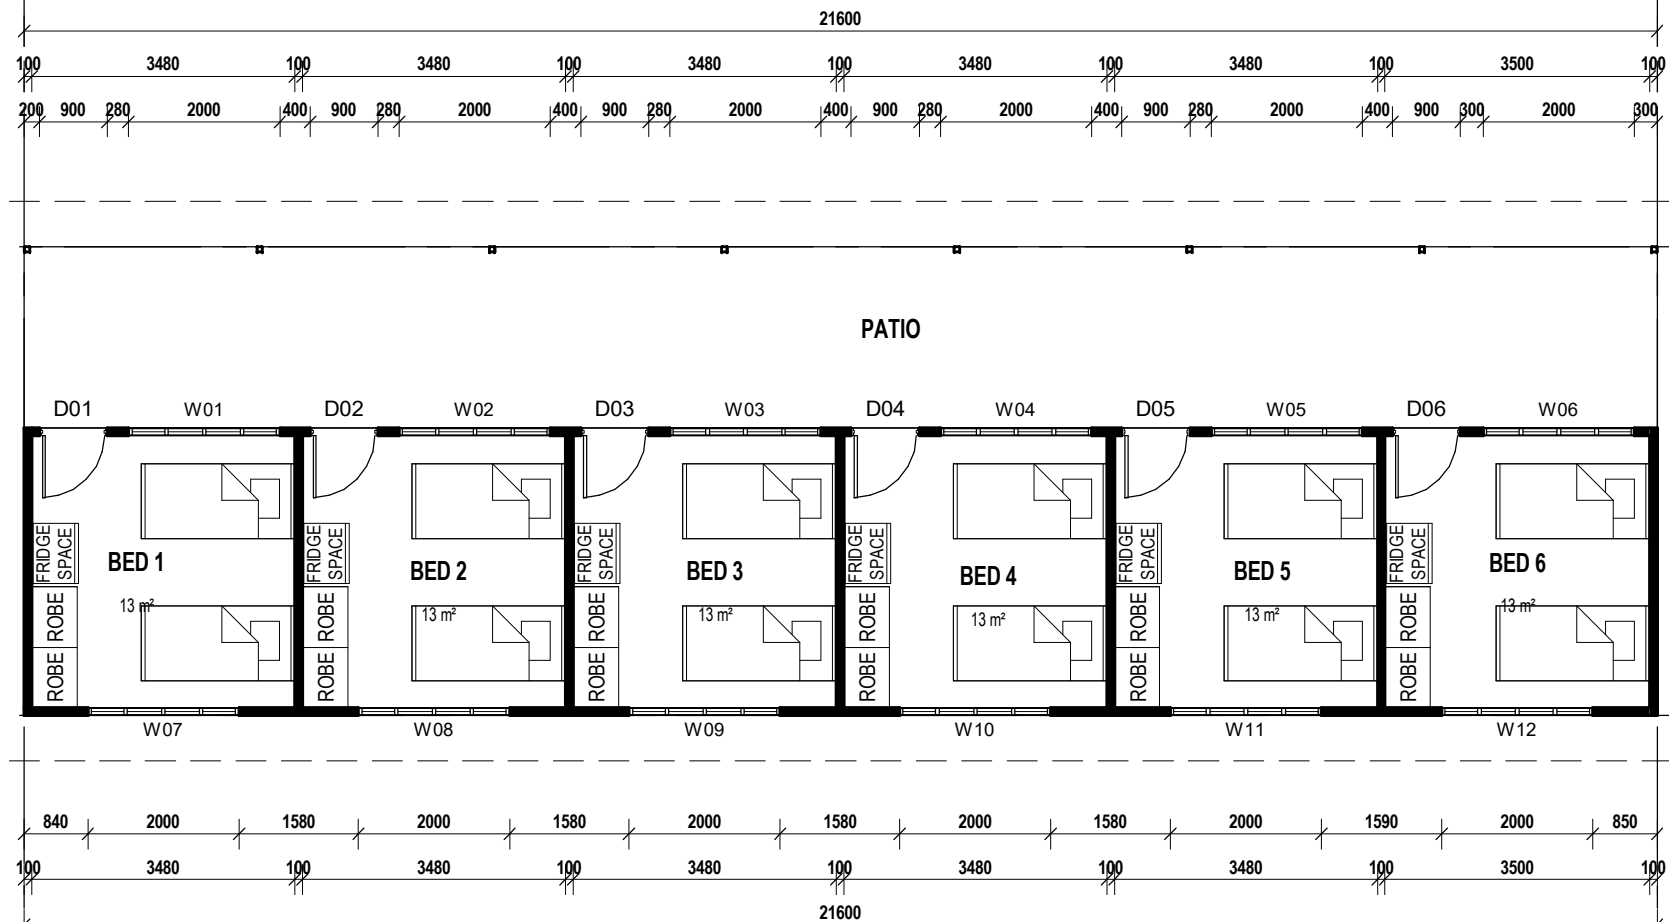 21600
100 3480 100 3480 100 3480 100 3480 100 3480 100 3500 100
200 900 280 2000 400 900 280 2000 400 900 280 2000 400 900 280 2000 400 900 280 2000 400 900 300 2000 300
PATIO
D01 W01 D02 W02 D03 W03 D04 W04 D05 W05 D06 W06
FRIDGE SPACE
BED 1
13 m²
ROBE
ROBE
FRIDGE SPACE
BED 2
13 m²
ROBE
ROBE
FRIDGE SPACE
BED 3
13 m²
ROBE
ROBE
FRIDGE SPACE
BED 4
13 m²
ROBE
ROBE
FRIDGE SPACE
BED 5
13 m²
ROBE
ROBE
FRIDGE SPACE
BED 6
13 m²
ROBE
ROBE
W07 W08 W09 W10 W11 W12
840 2000 1580 2000 1580 2000 1580 2000 1580 2000 1590 2000 850
100 3480 100 3480 100 3480 100 3480 100 3480 100 3500 100
21600